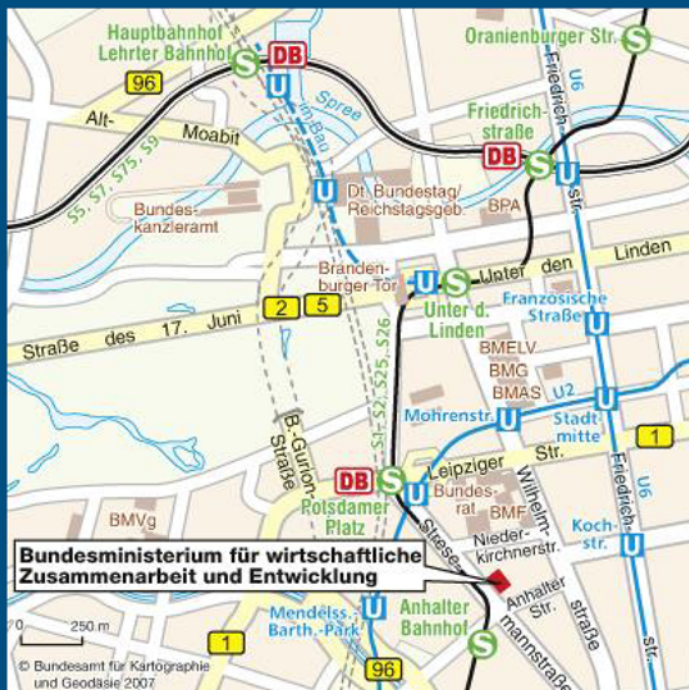 Hauptbahnhof
Lehrter Bahnhof
S
DB
U
Oranienburger Str.
S
96
Alt-
Moabit
Spree
im Bau
U6
Friedrich-
Friedrich-
straße
DB
S
U
str.
S5, S7, S75, S9
Bundes-
kanzleramt
U
Dt. Bundestag/
Reichstagsgeb.
BPA
Branden-
burger Tor
U
S
Unter den Linden
Unter d.
Linden
2
5
Straße des 17. Juni
Französische
Straße
U
S1, S2, S25, S26
BMELV
BMG
BMAS
U2
Mohrenstr.
U
Stadt-
mitte
U
B.-Gurion-
Straße
1
Leipziger Str.
DB
S
U
Potsdamer
Platz
Bundes-
rat
BMF
Wilhelm-
straße
Friedrich-
str.
U6
BMVg
Nieder-
kirchnerstr.
Koch-
str.
U
Bundesministerium für wirtschaftliche
Zusammenarbeit und Entwicklung
Strese-
mannstraße
Anhalter
Str.
Mendelss.-
Barth.-Park
U
Anhalter
Bahnhof
S
0 250 m
1
96
© Bundesamt für Kartographie
und Geodäsie 2007